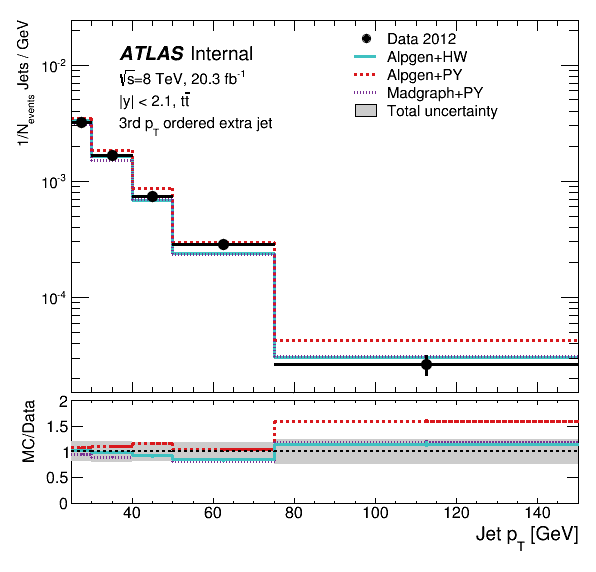 ATLAS Internal
√s=8 TeV, 20.3 fb⁻¹
|y| < 2.1, tt̅
3rd p_T ordered extra jet
Data 2012
Alpgen+HW
Alpgen+PY
Madgraph+PY
Total uncertainty
1/N_events Jets / GeV
10⁻²
10⁻³
10⁻⁴
MC/Data
2
1.5
1
0.5
0
40 60 80 100 120 140
Jet p_T [GeV]